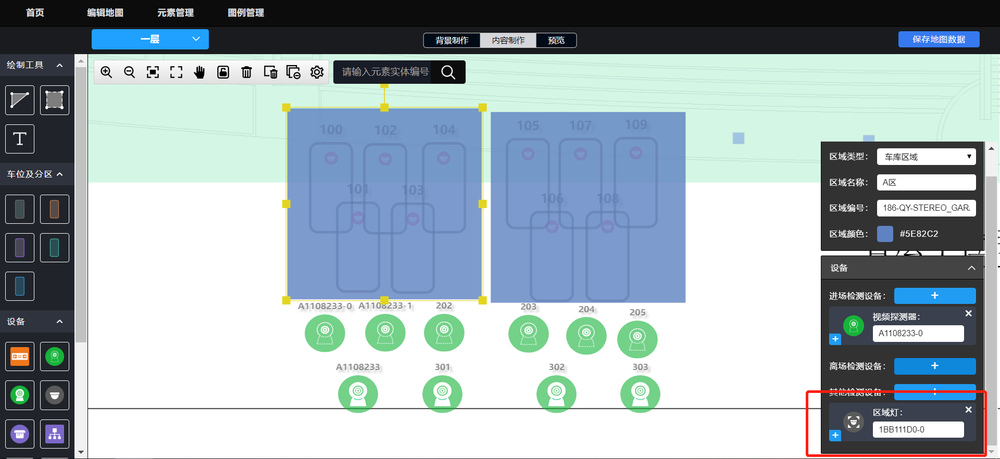 首页 编辑地图 元素管理 图例管理
一层
背景制作 内容制作 预览
保存地图数据
绘制工具
请输入元素实体编号
T
车位及分区
设备
100 102 104
101 103
105 107 109
106 108
A1108233-0 A1108233-1 202
203 204 205
A1108233 301 302 303
区域类型： 车库区域
区域名称： A区
区域编号： 186-QY-STEREO_GAR
区域颜色： #5E82C2
设备
进场检测设备： +
视频探测器：
A1108233-0
离场检测设备： +
其他检测设备： +
区域灯：
1BB111D0-0